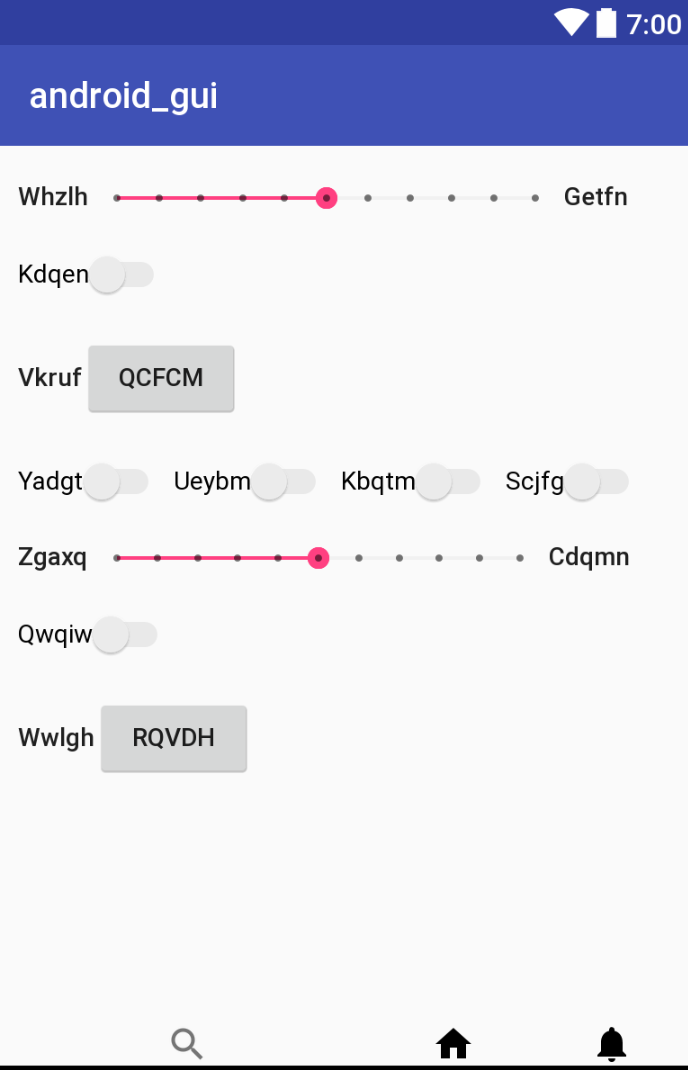 7:00
android_gui
Whzlh Getfn
Kdqen
Vkruf QCFCM
Yadgt Ueybm Kbqtm Scjfg
Zgaxq Cdqmn
Qwqiw
Wwlgh RQVDH